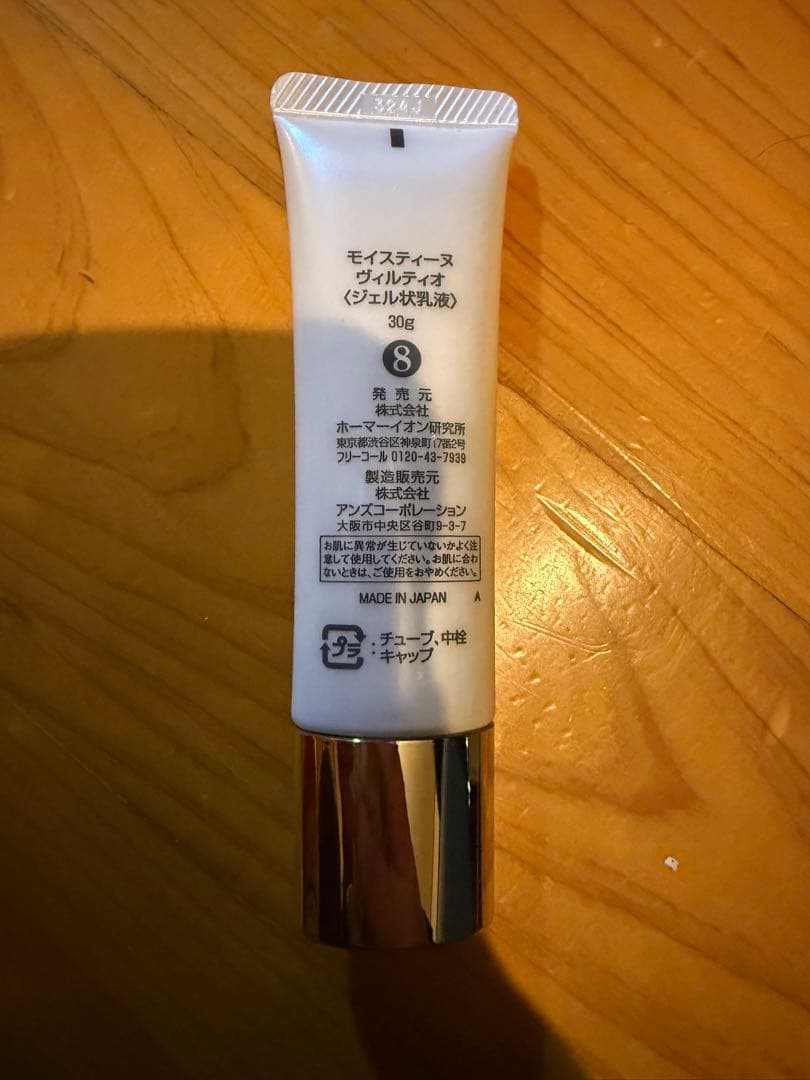 324J
モイスティーヌ
ヴィルティオ
〈ジェル状乳液〉
30g
8
発売元
株式会社
ホーマーイオン研究所
東京都渋谷区神泉町17番2号
フリーコール 0120-43-7939
製造販売元
株式会社
アンズコーポレーション
大阪市中央区谷町9-3-7
お肌に異常が生じていないかよく注
意して使用してください。お肌に合わ
ないときは、ご使用をおやめください。
MADE IN JAPAN A
プラ : チューブ、中栓
: キャップ